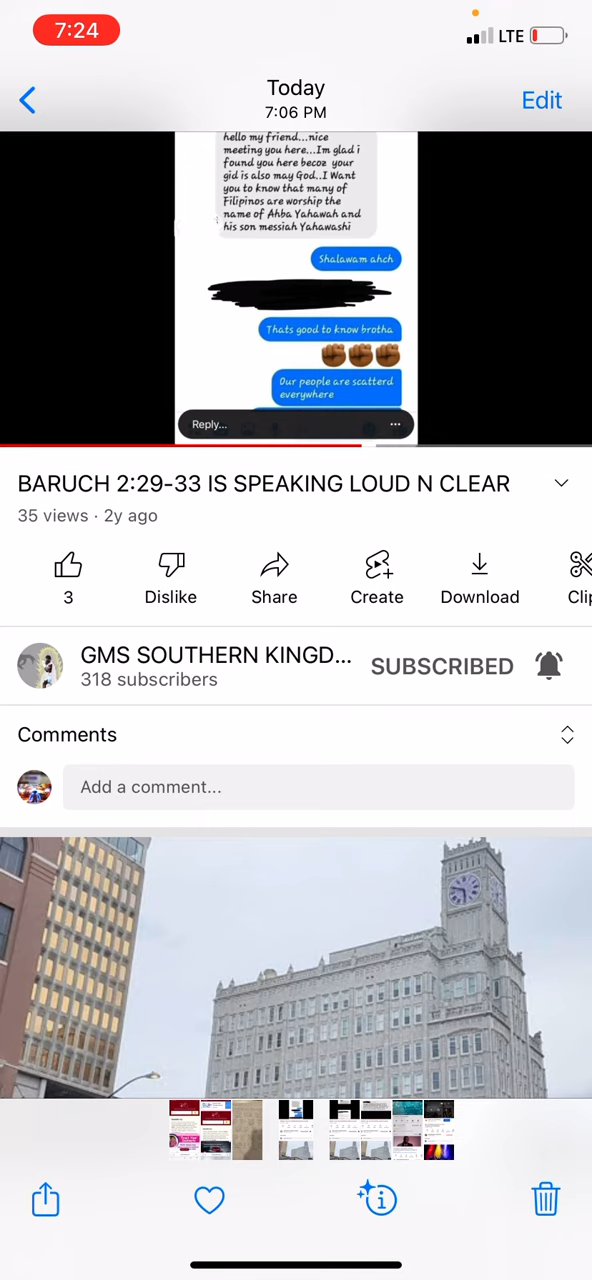 7:24
LTE
Today
7:06 PM
Edit
hello my friend...nice
meeting you here...Im glad i
found you here becoz your
gid is also may God..I Want
you to know that many of
Filipinos are worship the
name of Ahba Yahawah and
his son messiah Yahawashi
Shalawam ahch
Thats good to know brotha
Our people are scatterd
everywhere
Reply...
BARUCH 2:29-33 IS SPEAKING LOUD N CLEAR
35 views · 2y ago
3
Dislike
Share
Create
Download
Clip
GMS SOUTHERN KINGD...
318 subscribers
SUBSCRIBED
Comments
Add a comment...